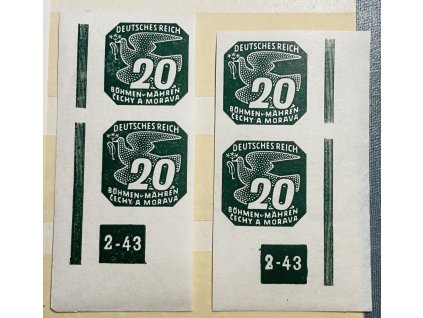 DEUTSCHES REICH
20
BÖHMEN u. MÄHREN
ČECHY A MORAVA
DEUTSCHES REICH
20
BÖHMEN u. MÄHREN
ČECHY A MORAVA
2-43
DEUTSCHES REICH
20
BÖHMEN u. MÄHREN
ČECHY A MORAVA
DEUTSCHES REICH
20
BÖHMEN u. MÄHREN
ČECHY A MORAVA
2-43